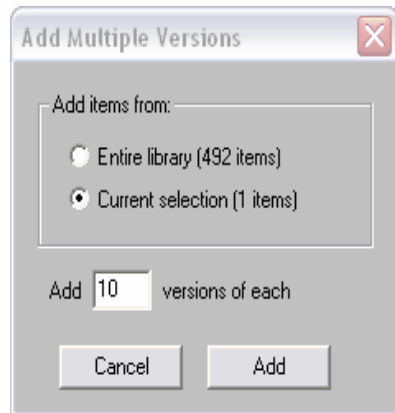 Add Multiple Versions
Add items from:
Entire library (492 items)
Current selection (1 items)
Add 10 versions of each
Cancel Add